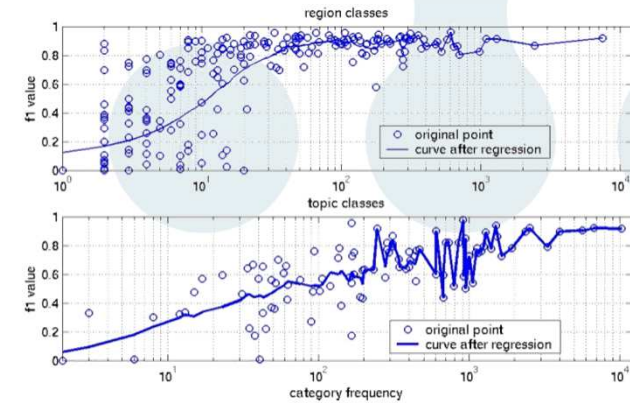 region classes
1
0.8
0.6
0.4
0.2
0
f1 value
original point
curve after regression
10^0 10^1 10^2 10^3 10^4
topic classes
1
0.8
0.6
0.4
0.2
0
f1 value
original point
curve after regression
10^1 10^2 10^3 10^4
category frequency